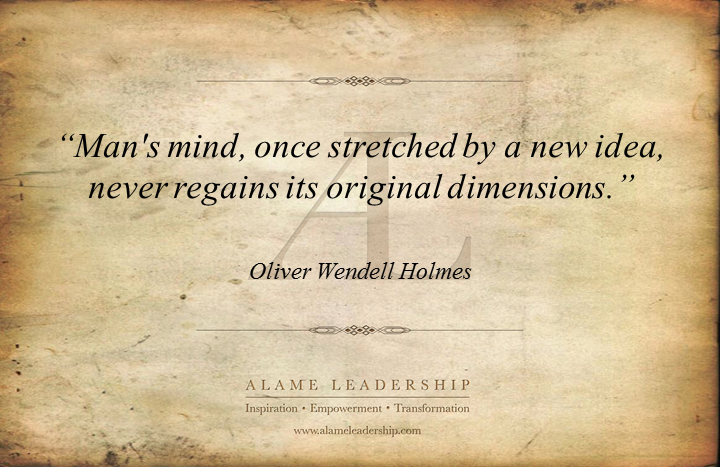 “Man's mind, once stretched by a new idea,
never regains its original dimensions.”
Oliver Wendell Holmes
AL
ALAME LEADERSHIP
Inspiration • Empowerment • Transformation
www.alameleadership.com